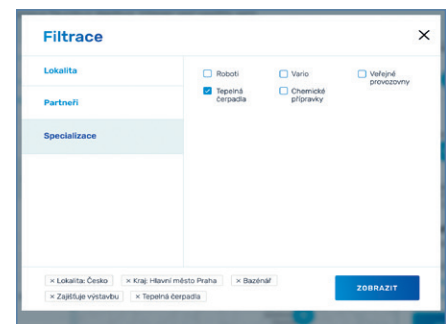 Filtrace
Lokalita
Partneři
Specializace
Roboti
Vario
Veřejné
provozovny
Tepelná
čerpadla
Chemické
přípravky
× Lokalita: Česko
× Kraj: Hlavní město Praha
× Bazénář
× Zajišťuje výstavbu
× Tepelná čerpadla
ZOBRAZIT